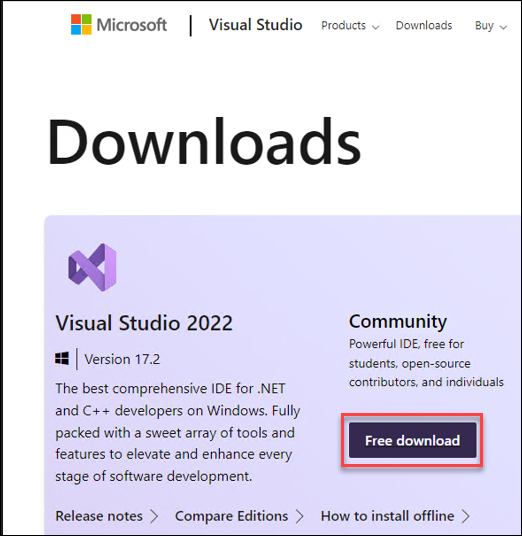 Microsoft | Visual Studio Products Downloads Buy
Downloads
Visual Studio 2022
Version 17.2
The best comprehensive IDE for .NET
and C++ developers on Windows. Fully
packed with a sweet array of tools and
features to elevate and enhance every
stage of software development.
Community
Powerful IDE, free for
students, open-source
contributors, and individuals
Free download
Release notes Compare Editions How to install offline